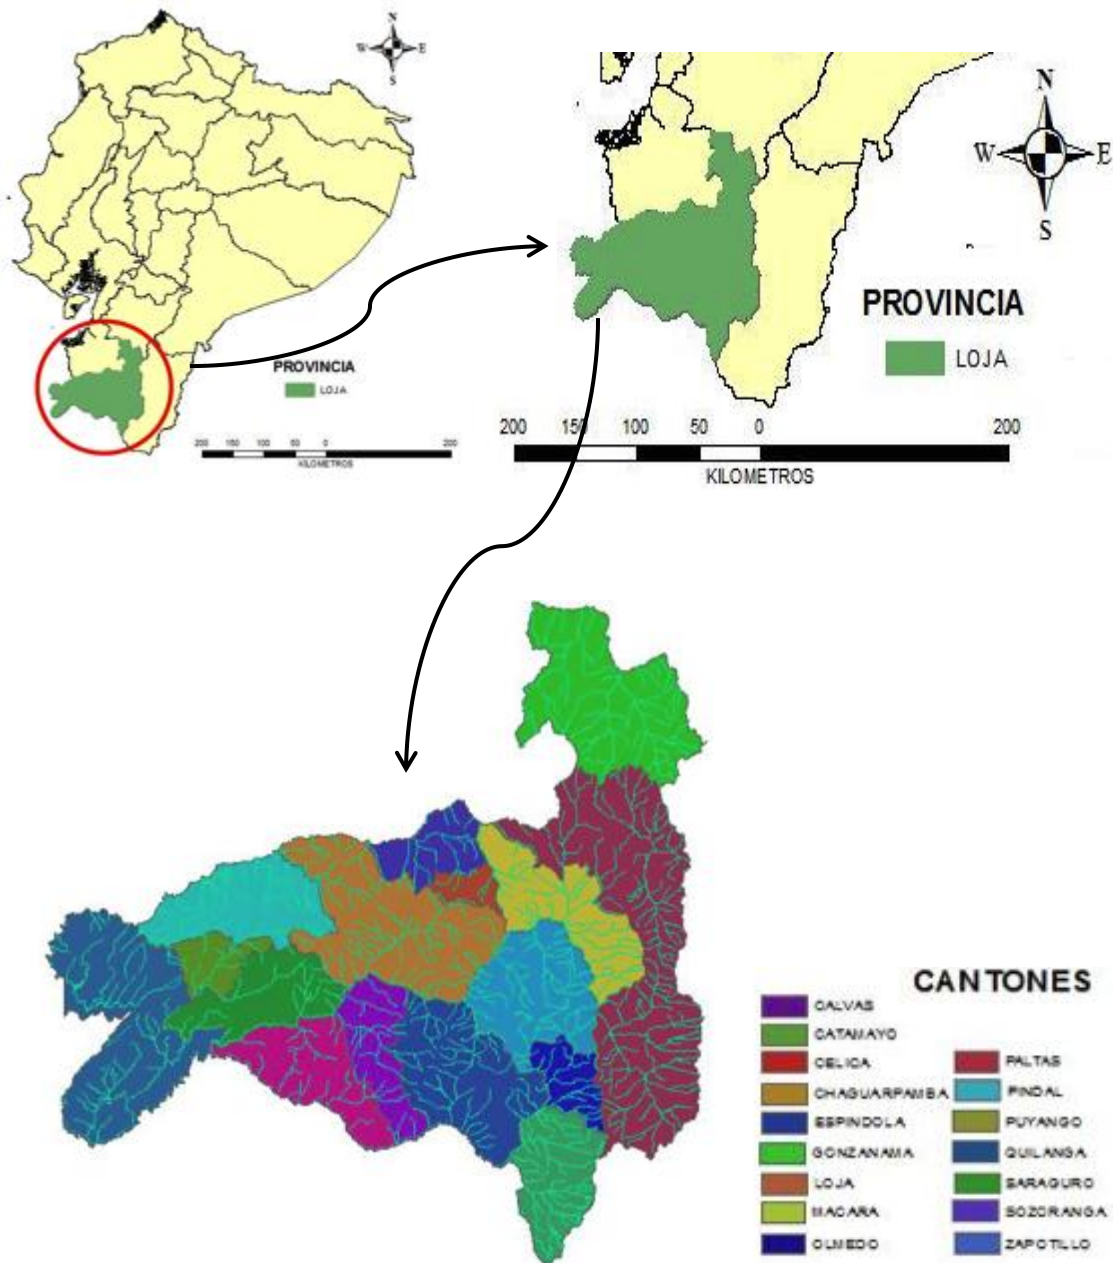 N
W E
S
PROVINCIA
LOJA
200 150 100 50 0 200
KILOMETROS
N
W E
S
PROVINCIA
LOJA
200 150 100 50 0 200
KILOMETROS
CANTONES
CALVAS
CATAMAYO
CELICA
CHAGUARPAMBA
ESPINDOLA
GONZANAMA
LOJA
MACARA
OLMEDO
PALTAS
PINDAL
PUYANGO
QUILANGA
SARAGURO
SOZORANGA
ZAPOTILLO